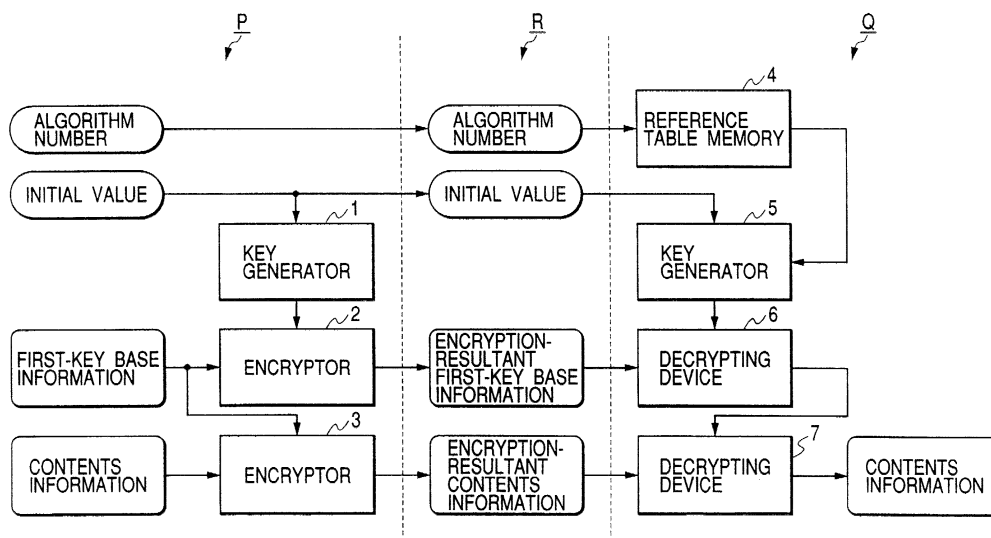 P
R
Q
4
ALGORITHM
NUMBER
ALGORITHM
NUMBER
REFERENCE
TABLE MEMORY
INITIAL VALUE
INITIAL VALUE
1
5
KEY
GENERATOR
KEY
GENERATOR
2
6
FIRST-KEY BASE
INFORMATION
ENCRYPTOR
ENCRYPTION-
RESULTANT
FIRST-KEY BASE
INFORMATION
DECRYPTING
DEVICE
3
7
CONTENTS
INFORMATION
ENCRYPTOR
ENCRYPTION-
RESULTANT
CONTENTS
INFORMATION
DECRYPTING
DEVICE
CONTENTS
INFORMATION